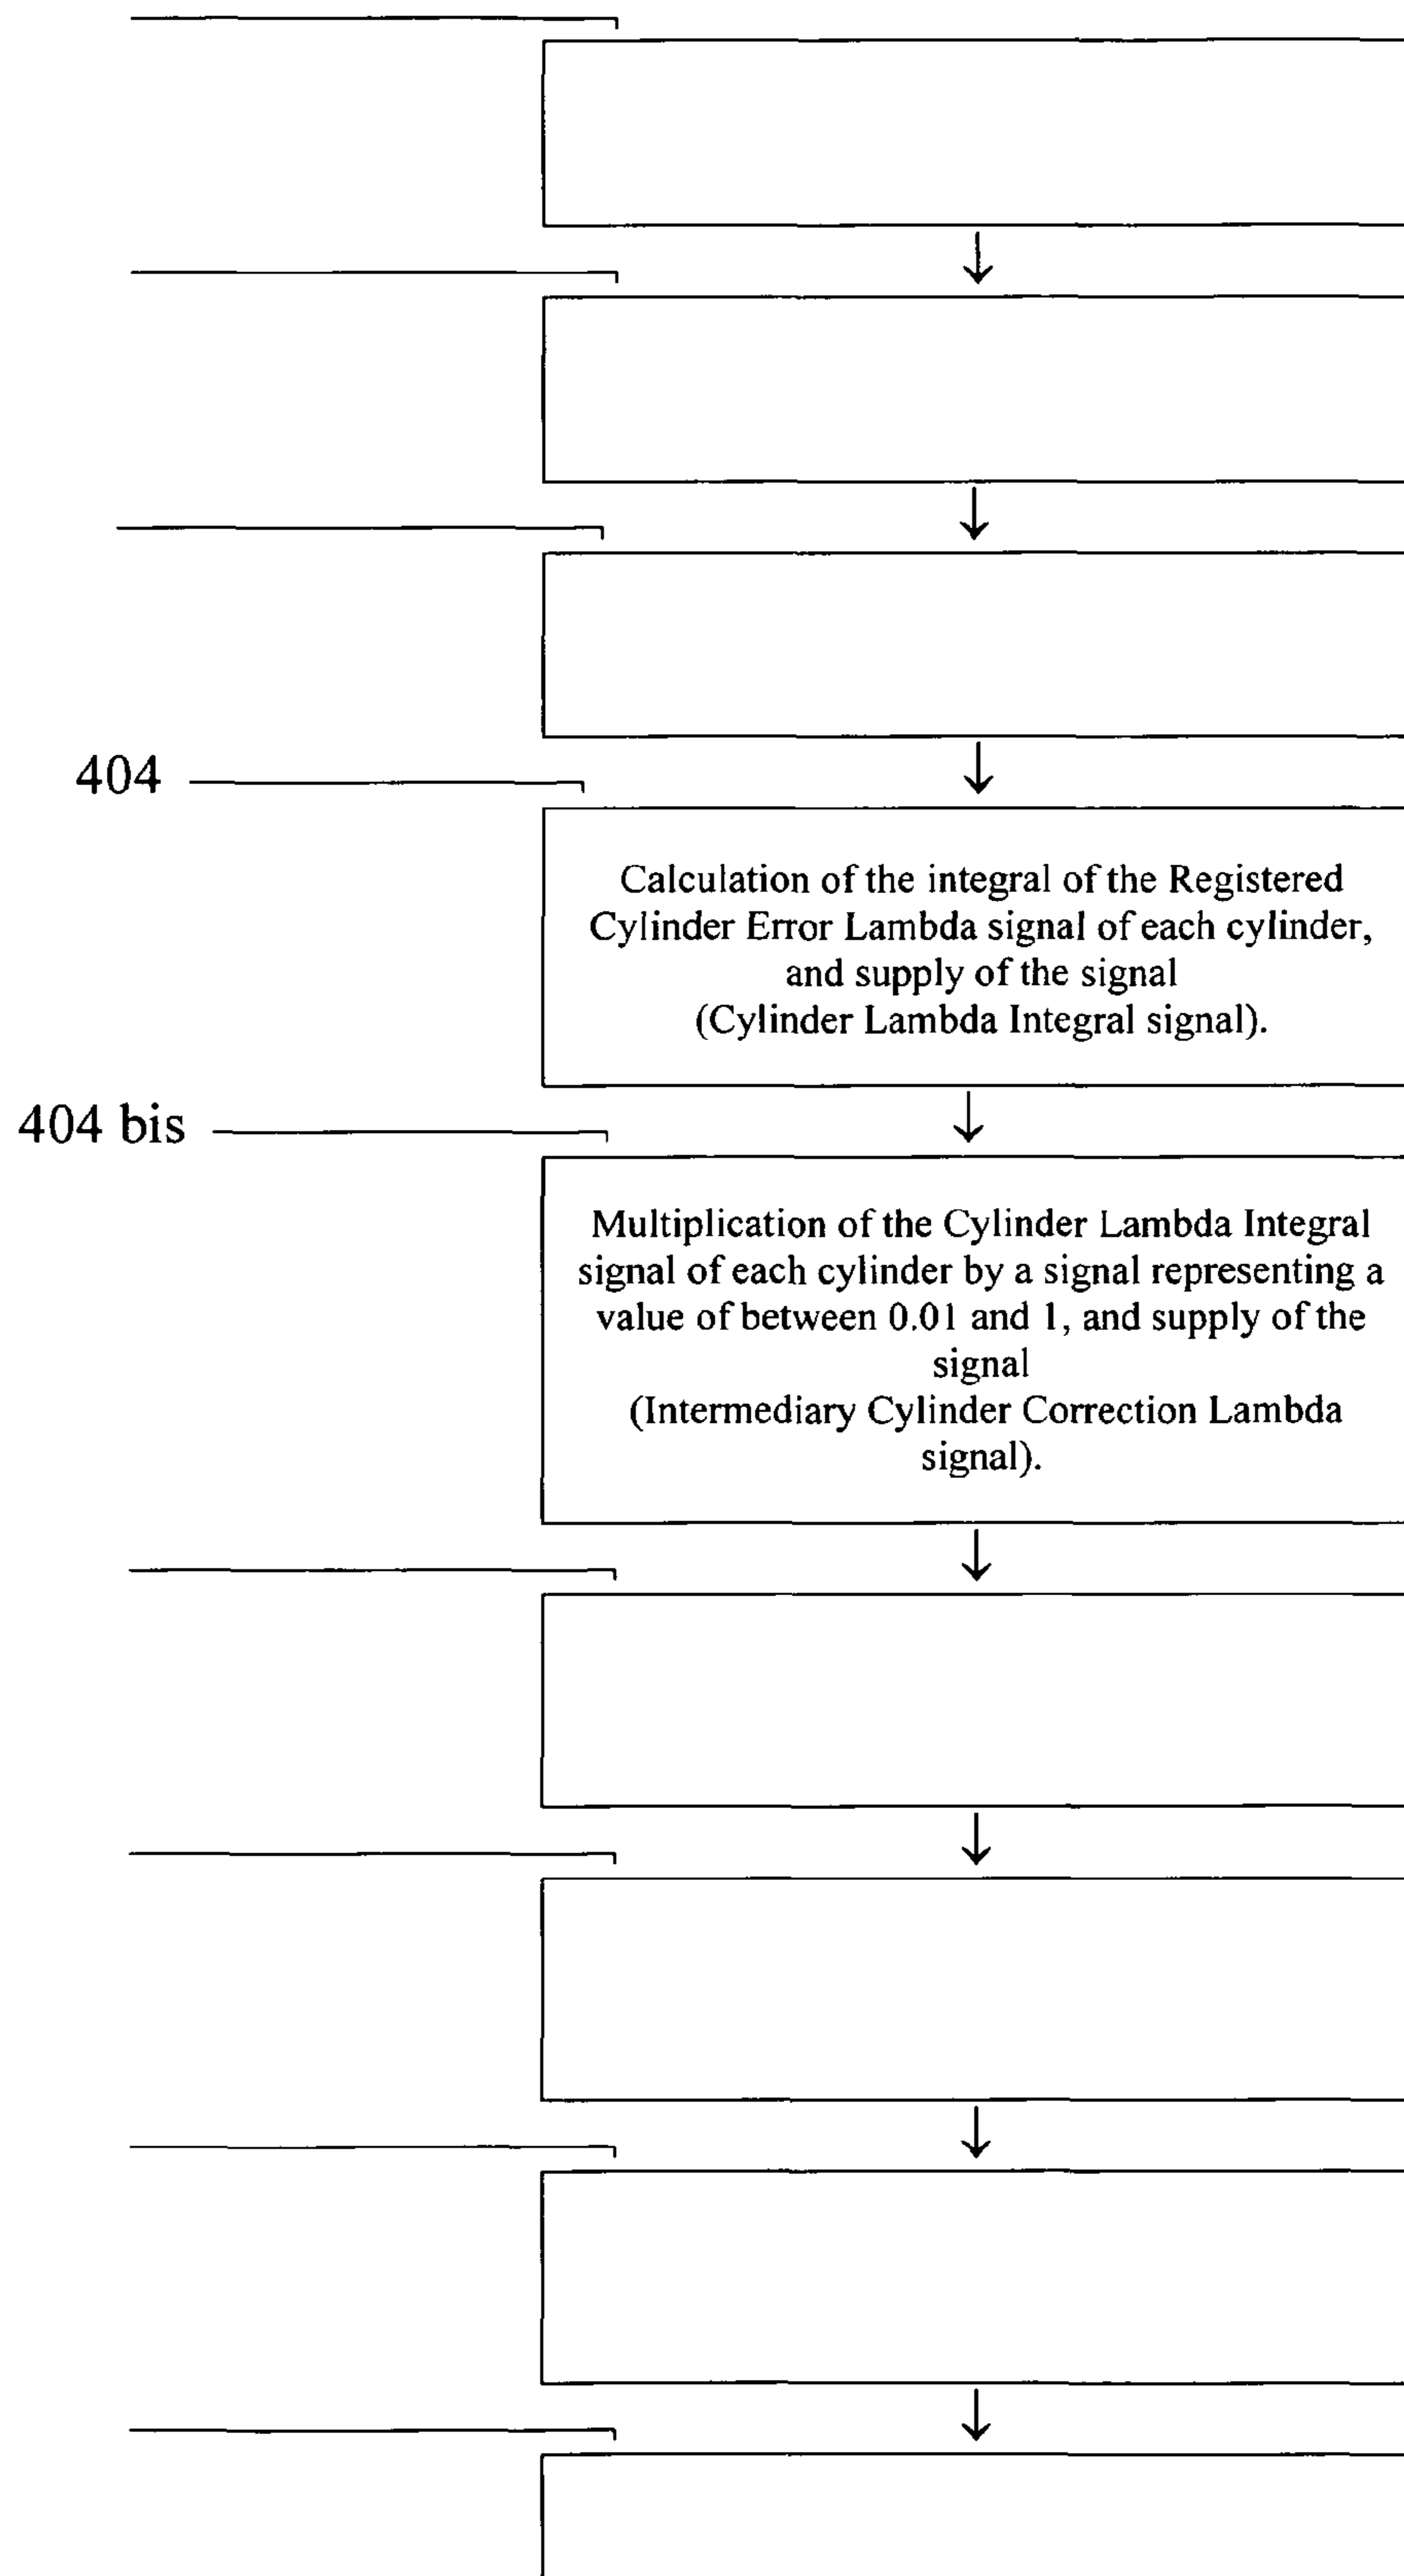 404
Calculation of the integral of the Registered
Cylinder Error Lambda signal of each cylinder,
and supply of the signal
(Cylinder Lambda Integral signal).
404 bis
Multiplication of the Cylinder Lambda Integral
signal of each cylinder by a signal representing a
value of between 0.01 and 1, and supply of the
signal
(Intermediary Cylinder Correction Lambda
signal).